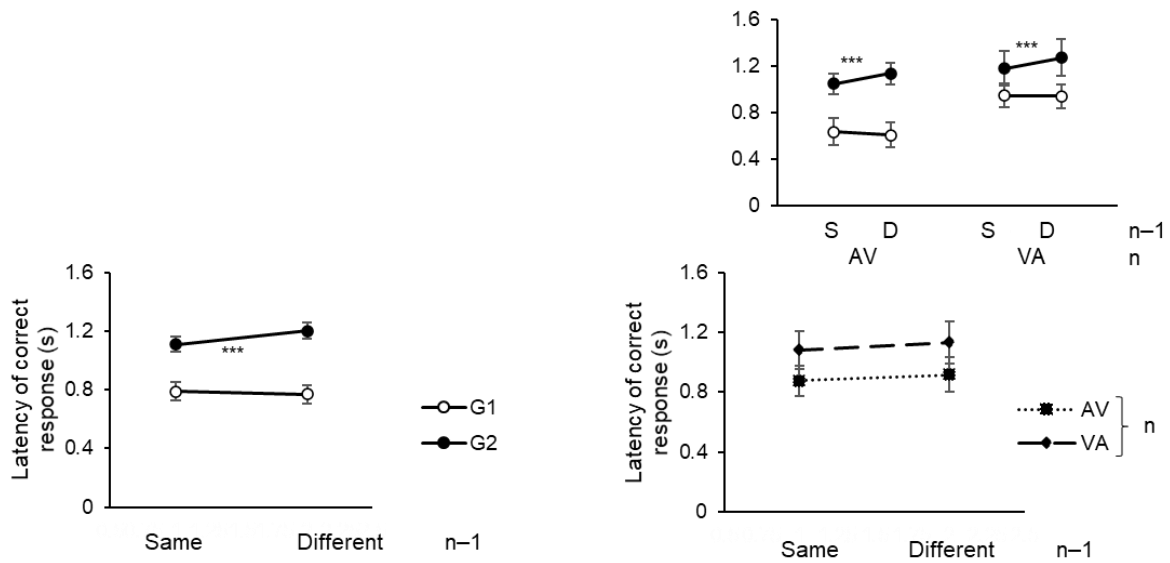 1.6
1.2
0.8
0.4
0
*** ***
S D S D n–1
AV VA n
Latency of correct
response (s)
1.6
1.2
0.8
0.4
0
***
Same Different n–1
G1
G2
Latency of correct
response (s)
1.6
1.2
0.8
0.4
0
Same Different n–1
AV
VA
n